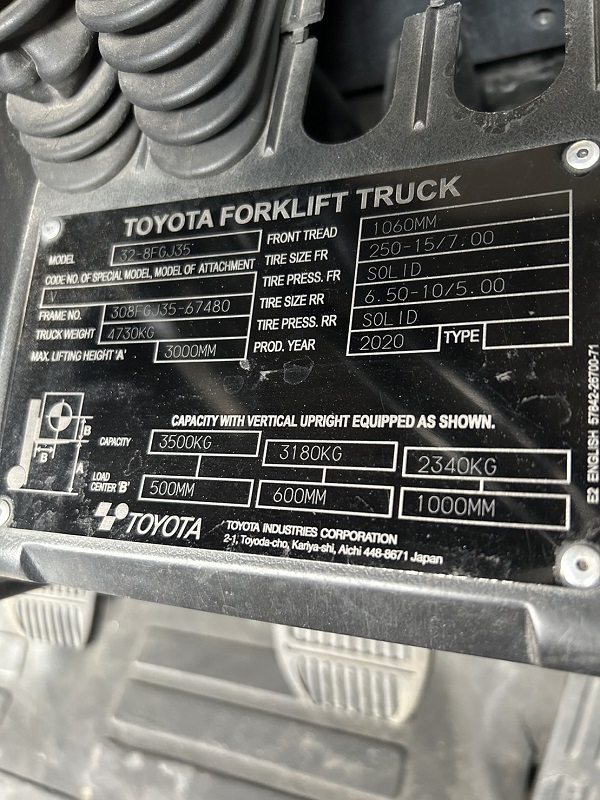 TOYOTA FORKLIFT TRUCK
MODEL 32-8FGJ35
CODE NO. OF SPECIAL MODEL, MODEL OF ATTACHMENT
V
FRAME NO. 308FGJ35-67480
TRUCK WEIGHT 4730KG
MAX. LIFTING HEIGHT 'A' 3000MM
FRONT TREAD 1060MM
TIRE SIZE FR 250-15/7.00
TIRE PRESS. FR SOLID
TIRE SIZE RR 6.50-10/5.00
TIRE PRESS. RR SOLID
PROD. YEAR 2020 TYPE
CAPACITY WITH VERTICAL UPRIGHT EQUIPPED AS SHOWN.
B
B
A
CAPACITY 3500KG 3180KG 2340KG
LOAD CENTER 'B' 500MM 600MM 1000MM
TOYOTA
TOYOTA INDUSTRIES CORPORATION
2-1, Toyoda-cho, Kariya-shi, Aichi 448-8671 Japan
E2 ENGLISH 57842-26700-71